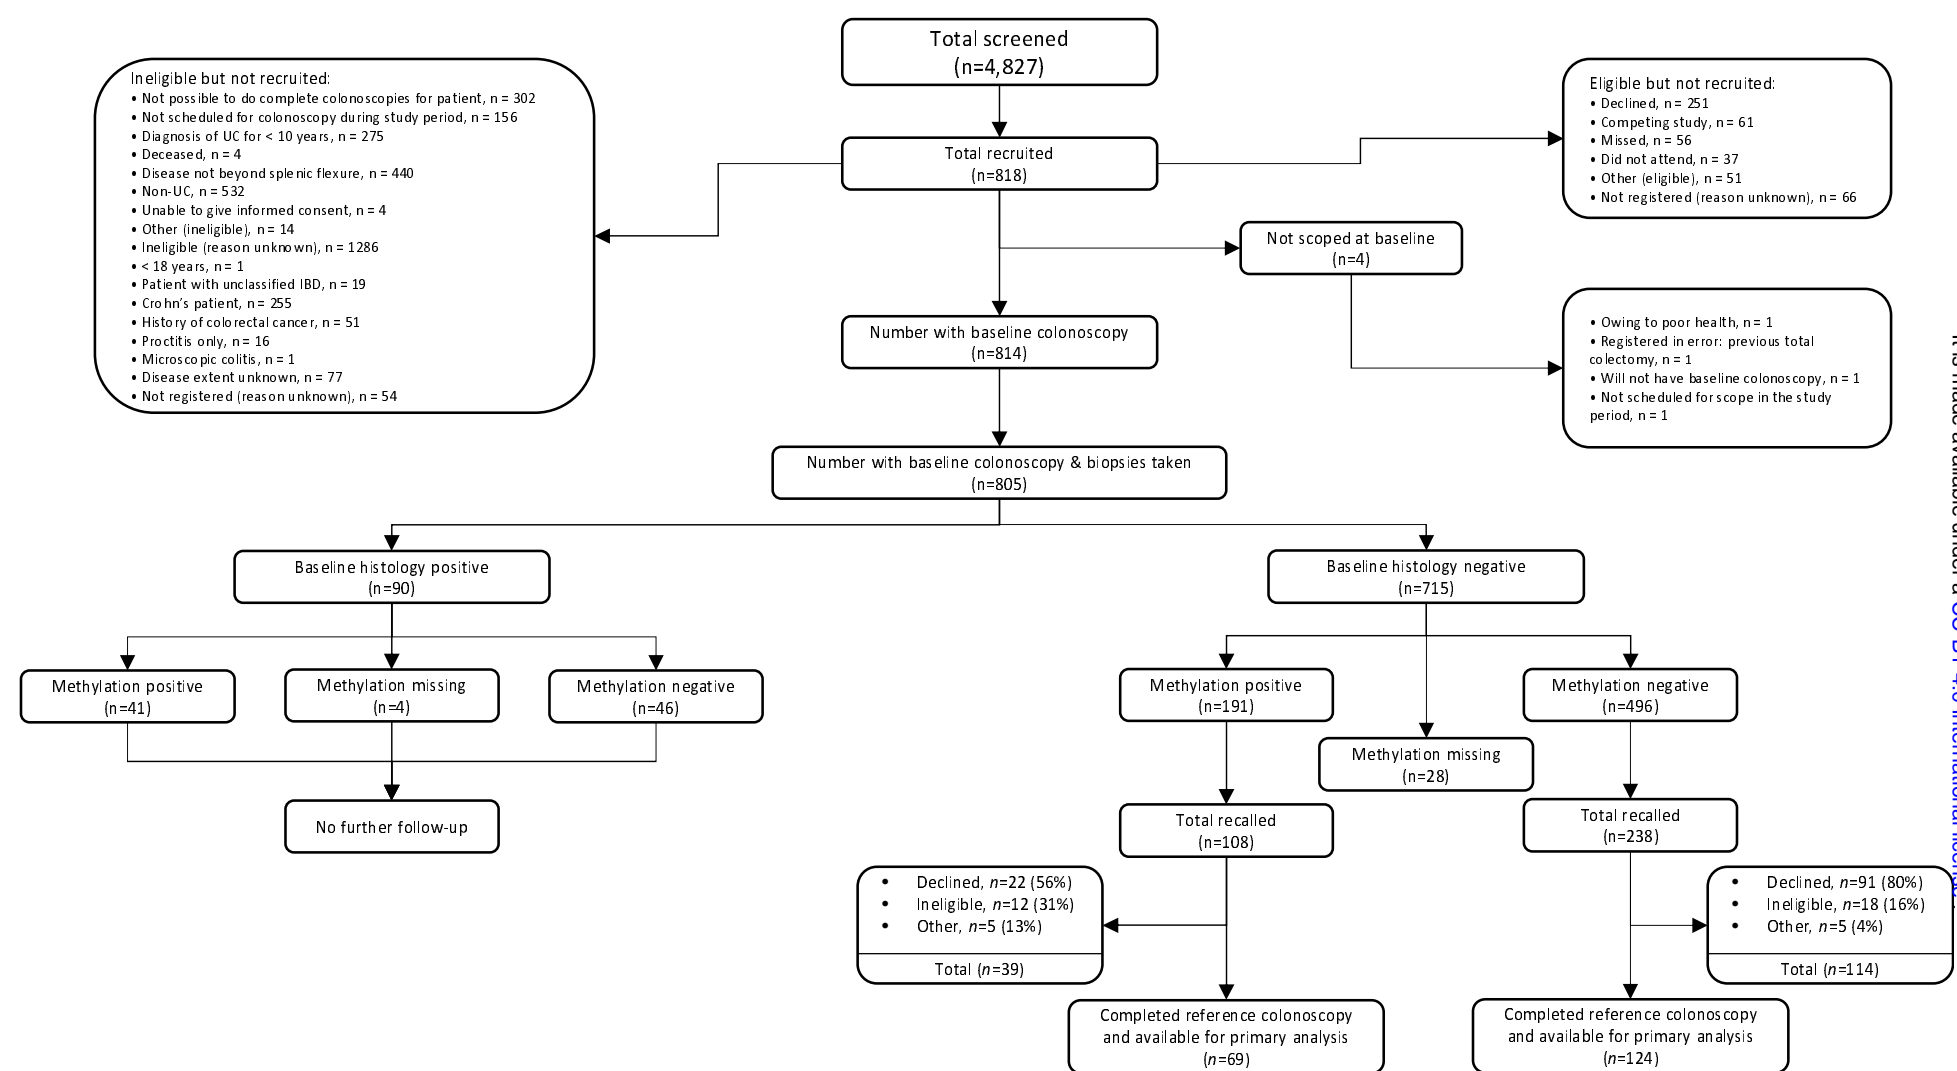 Total screened
(n=4,827)
Ineligible but not recruited:
• Not possible to do complete colonoscopies for patient, n = 302
• Not scheduled for colonoscopy during study period, n = 156
• Diagnosis of UC for < 10 years, n = 275
• Deceased, n = 4
• Disease not beyond splenic flexure, n = 440
• Non-UC, n = 532
• Unable to give informed consent, n = 4
• Other (ineligible), n = 14
• Ineligible (reason unknown), n = 1286
• < 18 years, n = 1
• Patient with unclassified IBD, n = 19
• Crohn's patient, n = 255
• History of colorectal cancer, n = 51
• Proctitis only, n = 16
• Microscopic colitis, n = 1
• Disease extent unknown, n = 77
• Not registered (reason unknown), n = 54
Total recruited
(n=818)
Eligible but not recruited:
• Declined, n = 251
• Competing study, n = 61
• Missed, n = 56
• Did not attend, n = 37
• Other (eligible), n = 51
• Not registered (reason unknown), n = 66
Not scoped at baseline
(n=4)
• Owing to poor health, n = 1
• Registered in error: previous total
colectomy, n = 1
• Will not have baseline colonoscopy, n = 1
• Not scheduled for scope in the study
period, n = 1
Number with baseline colonoscopy
(n=814)
Number with baseline colonoscopy & biopsies taken
(n=805)
Baseline histology positive
(n=90)
Baseline histology negative
(n=715)
Methylation positive
(n=41)
Methylation missing
(n=4)
Methylation negative
(n=46)
No further follow-up
Methylation positive
(n=191)
Methylation missing
(n=28)
Methylation negative
(n=496)
Total recalled
(n=108)
Total recalled
(n=238)
• Declined, n=22 (56%)
• Ineligible, n=12 (31%)
• Other, n=5 (13%)
Total (n=39)
• Declined, n=91 (80%)
• Ineligible, n=18 (16%)
• Other, n=5 (4%)
Total (n=114)
Completed reference colonoscopy
and available for primary analysis
(n=69)
Completed reference colonoscopy
and available for primary analysis
(n=124)